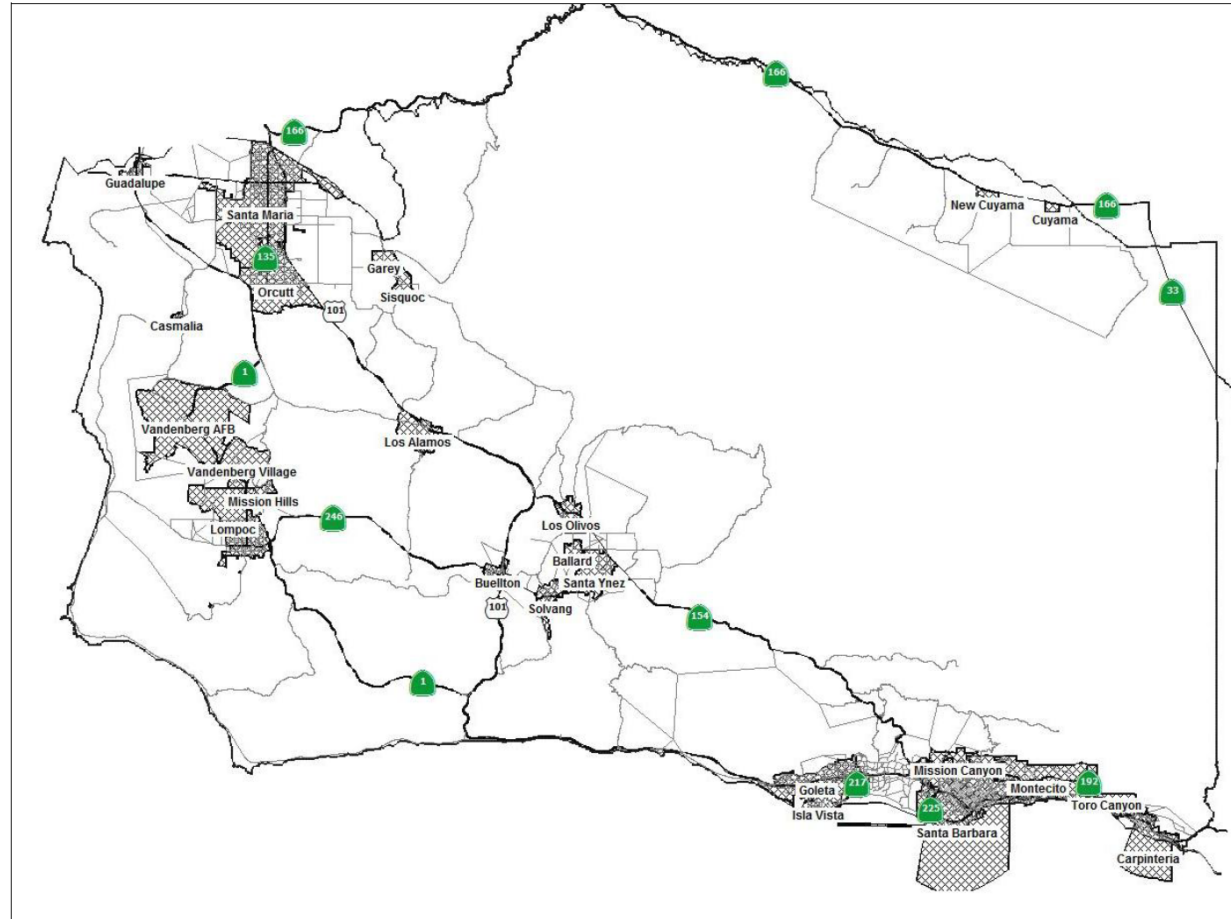 166
166
Guadalupe
New Cuyama
166
Santa Maria
Cuyama
135
Garey
Orcutt
33
Sisquoc
101
Casmalia
1
Vandenberg AFB
Los Alamos
Vandenberg Village
Mission Hills
246
Los Olivos
Lompoc
Ballard
Buellton
Santa Ynez
101
Solvang
154
1
Mission Canyon
217
192
Goleta
Montecito
Toro Canyon
225
Isla Vista
Santa Barbara
Carpinteria